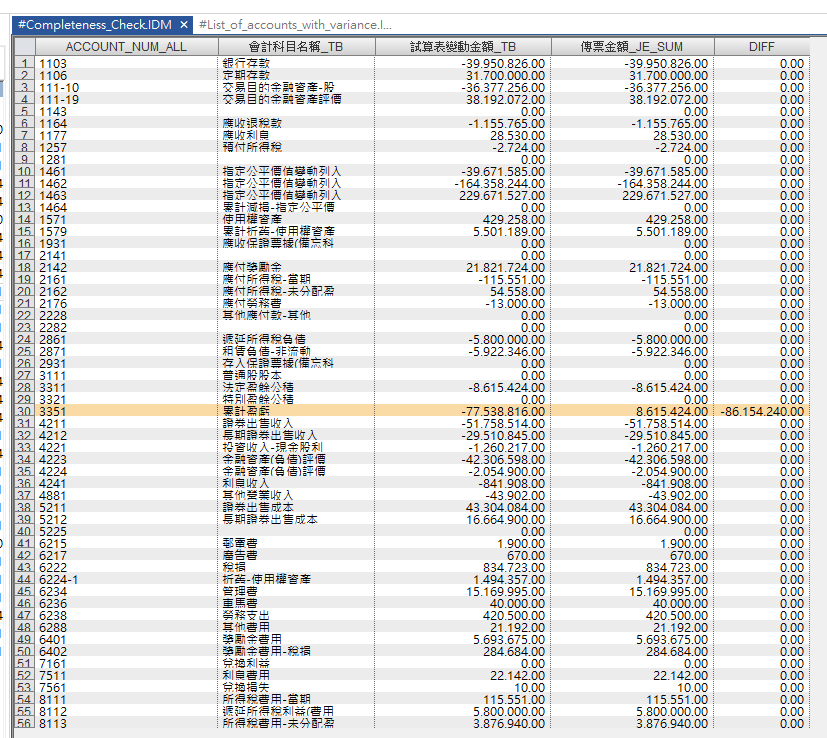 #Completeness_Check.IDM × #List_of_accounts_with_variance.I...
ACCOUNT_NUM_ALL 會計科目名稱_TB 試算表變動金額_TB 傳票金額_JE_SUM DIFF
1 1103 銀行存款 -39.950.826.00 -39.950.826.00 0.00
2 1106 定期存款 31.700.000.00 31.700.000.00 0.00
3 111-10 交易目的金融資產-股 -36.377.256.00 -36.377.256.00 0.00
4 111-19 交易目的金融資產評價 38.192.072.00 38.192.072.00 0.00
5 1143 0.00 0.00 0.00
6 1164 應收退稅款 -1.155.765.00 -1.155.765.00 0.00
7 1177 應收利息 28.530.00 28.530.00 0.00
8 1257 預付所得稅 -2.724.00 -2.724.00 0.00
9 1281 0.00 0.00 0.00
10 1461 指定公平價值變動列入 -39.671.585.00 -39.671.585.00 0.00
11 1462 指定公平價值變動列入 -164.358.244.00 -164.358.244.00 0.00
12 1463 指定公平價值變動列入 229.671.527.00 229.671.527.00 0.00
13 1464 累計減損-指定公平價 0.00 0.00 0.00
14 1571 使用權資產 429.258.00 429.258.00 0.00
15 1579 累計折舊-使用權資產 5.501.189.00 5.501.189.00 0.00
16 1931 應收保證票據(備忘科 0.00 0.00 0.00
17 2141 0.00 0.00 0.00
18 2142 應付獎勵金 21.821.724.00 21.821.724.00 0.00
19 2161 應付所得稅-當期 -115.551.00 -115.551.00 0.00
20 2162 應付所得稅-未分配盈 54.558.00 54.558.00 0.00
21 2176 應付勞務費 -13.000.00 -13.000.00 0.00
22 2228 其他應付款-其他 0.00 0.00 0.00
23 2282 0.00 0.00 0.00
24 2861 遞延所得稅負債 -5.800.000.00 -5.800.000.00 0.00
25 2871 租賃負債-非流動 -5.922.346.00 -5.922.346.00 0.00
26 2931 存入保證票據(備忘科 0.00 0.00 0.00
27 3111 普通股股本 0.00 0.00 0.00
28 3311 法定盈餘公積 -8.615.424.00 -8.615.424.00 0.00
29 3321 特別盈餘公積 0.00 0.00 0.00
30 3351 累計盈虧 -77.538.816.00 8.615.424.00 -86.154.240.00
31 4211 證券出售收入 -51.758.514.00 -51.758.514.00 0.00
32 4212 長期證券出售收入 -29.510.845.00 -29.510.845.00 0.00
33 4221 投資收入-現金股利 -1.260.217.00 -1.260.217.00 0.00
34 4223 金融資產(負債)評價 -42.306.598.00 -42.306.598.00 0.00
35 4224 金融資產(負債)評價 -2.054.900.00 -2.054.900.00 0.00
36 4241 利息收入 -841.908.00 -841.908.00 0.00
37 4881 其他營業收入 -43.902.00 -43.902.00 0.00
38 5211 證券出售成本 43.304.084.00 43.304.084.00 0.00
39 5212 長期證券出售成本 16.664.900.00 16.664.900.00 0.00
40 5225 0.00 0.00 0.00
41 6215 郵電費 1.900.00 1.900.00 0.00
42 6217 廣告費 670.00 670.00 0.00
43 6222 稅捐 834.723.00 834.723.00 0.00
44 6224-1 折舊-使用權資產 1.494.357.00 1.494.357.00 0.00
45 6234 管理費 15.169.995.00 15.169.995.00 0.00
46 6236 車馬費 40.000.00 40.000.00 0.00
47 6238 勞務支出 420.500.00 420.500.00 0.00
48 6288 其他費用 21.192.00 21.192.00 0.00
49 6401 獎勵金費用 5.693.675.00 5.693.675.00 0.00
50 6402 獎勵金費用-稅捐 284.684.00 284.684.00 0.00
51 7161 兌換利益 0.00 0.00 0.00
52 7511 利息費用 22.142.00 22.142.00 0.00
53 7561 兌換損失 10.00 10.00 0.00
54 8111 所得稅費用-當期 115.551.00 115.551.00 0.00
55 8112 遞延所得稅利益(費用 5.800.000.00 5.800.000.00 0.00
56 8113 所得稅費用-未分配盈 3.876.940.00 3.876.940.00 0.00